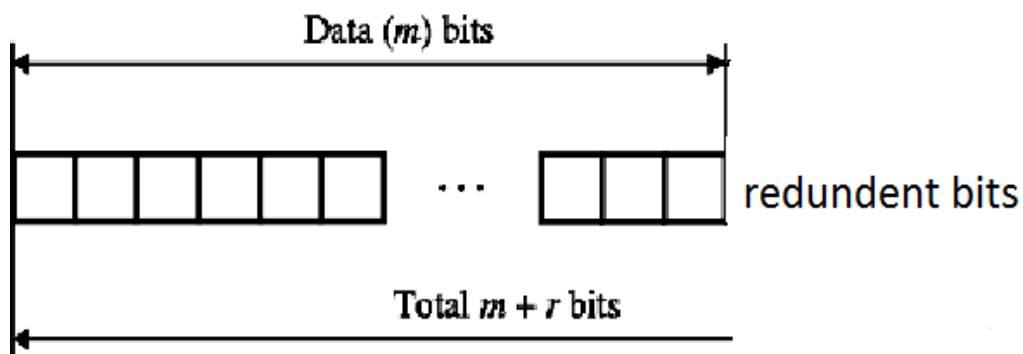 Data (m) bits
...
redundent bits
Total m + r bits